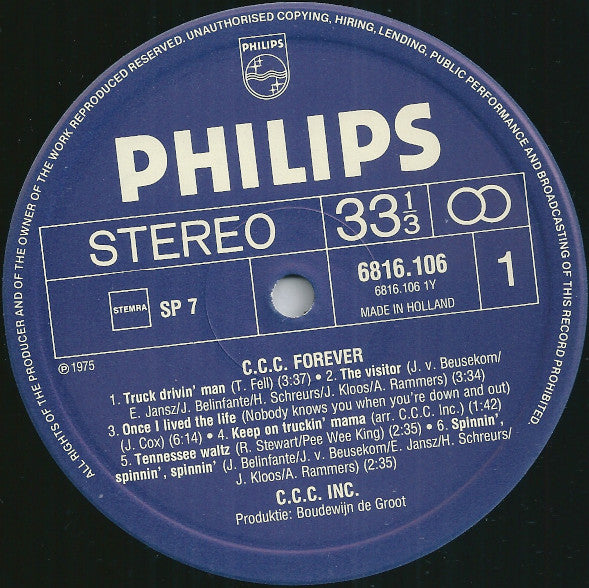 ALL RIGHTS OF THE PRODUCER AND OF THE OWNER OF THE WORK REPRODUCED RESERVED. UNAUTHORISED COPYING, HIRING, LENDING, PUBLIC PERFORMANCE AND BROADCASTING OF THIS RECORD PROHIBITED.
PHILIPS
PHILIPS
STEREO
33 1/3
STEMRA
SP 7
6816.106
6816.106 1Y
MADE IN HOLLAND
1
℗ 1975
C.C.C. FOREVER
1. Truck drivin' man (T. Fell) (3:37) • 2. The visitor (J. v. Beusekom/
E. Jansz/J. Belinfante/H. Schreurs/J. Kloos/A. Rammers) (3:34)
3. Once I lived the life (Nobody knows you when you're down and out)
(J. Cox) (6:14) • 4. Keep on truckin' mama (arr. C.C.C. Inc.) (1:42)
5. Tennessee waltz (R. Stewart/Pee Wee King) (2:35) • 6. Spinnin',
spinnin', spinnin' (J. Belinfante/J. v. Beusekom/E. Jansz/H. Schreurs/
J. Kloos/A. Rammers) (2:35)
C.C.C. INC.
Produktie: Boudewijn de Groot